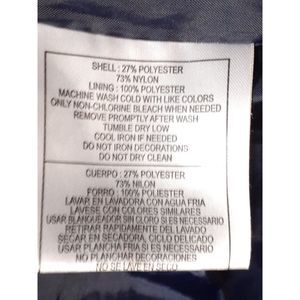 SHELL : 27% POLYESTER
73% NYLON
LINING : 100% POLYESTER
MACHINE WASH COLD WITH LIKE COLORS
ONLY NON-CHLORINE BLEACH WHEN NEEDED
REMOVE PROMPTLY AFTER WASH
TUMBLE DRY LOW
COOL IRON IF NEEDED
DO NOT IRON DECORATIONS
DO NOT DRY CLEAN
CUERPO : 27% POLIESTER
73% NILON
FORRO : 100% POLIESTER
LAVAR EN LAVADORA CON AGUA FRIA
LAVESE CON COLORES SIMILARES
USAR BLANQUEADOR SIN CLORO SI ES NECESARIO
RETIRAR RAPIDAMENTE DEL LAVADO
SECAR EN SECADORA, CICLO DELICADO
USAR PLANCHA FRIA SI ES NECESARIO
NO PLANCHAR DECORACIONES
NO SE LAVE EN SECO